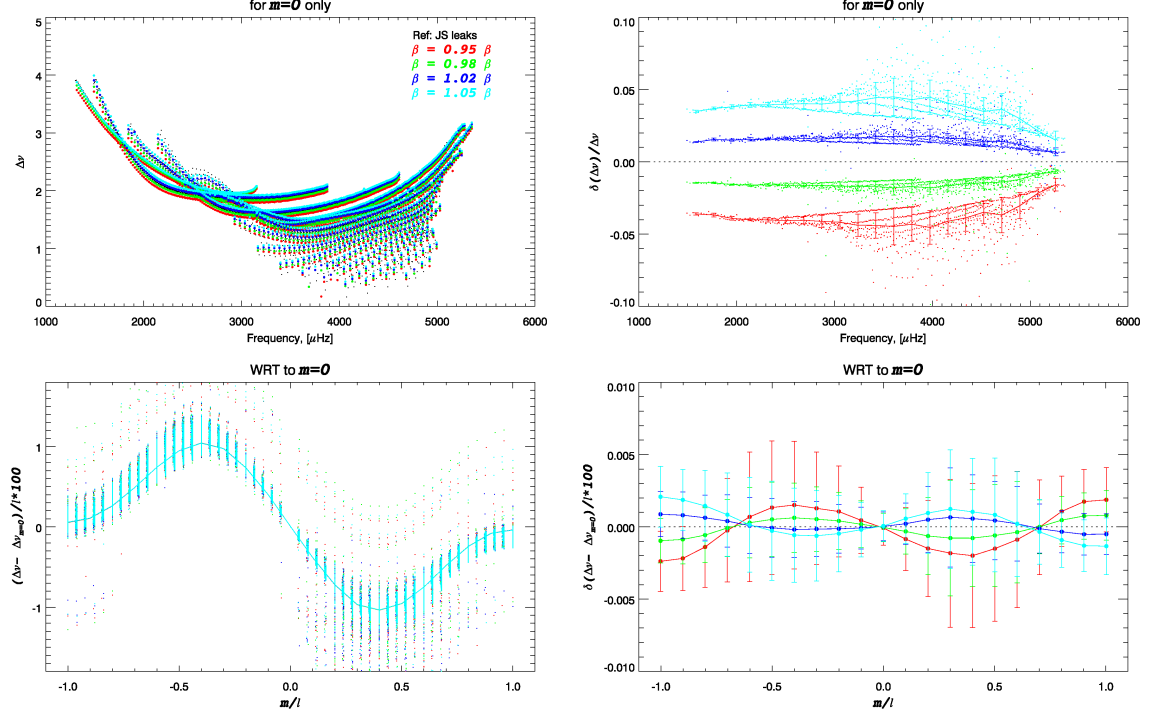 for m=0 only
5
4
3
2
1
0
Δν
Ref: JS leaks
β = 0.95 β
β = 0.98 β
β = 1.02 β
β = 1.05 β
1000 2000 3000 4000 5000 6000
Frequency, [μHz]
for m=0 only
0.10
0.05
0.00
-0.05
-0.10
δ(Δν)/Δν
1000 2000 3000 4000 5000 6000
Frequency, [μHz]
WRT to m=0
1
0
-1
(Δν- Δνm=0)/l*100
-1.0 -0.5 0.0 0.5 1.0
m/l
WRT to m=0
0.010
0.005
0.000
-0.005
-0.010
δ(Δν- Δνm=0)/l*100
-1.0 -0.5 0.0 0.5 1.0
m/l